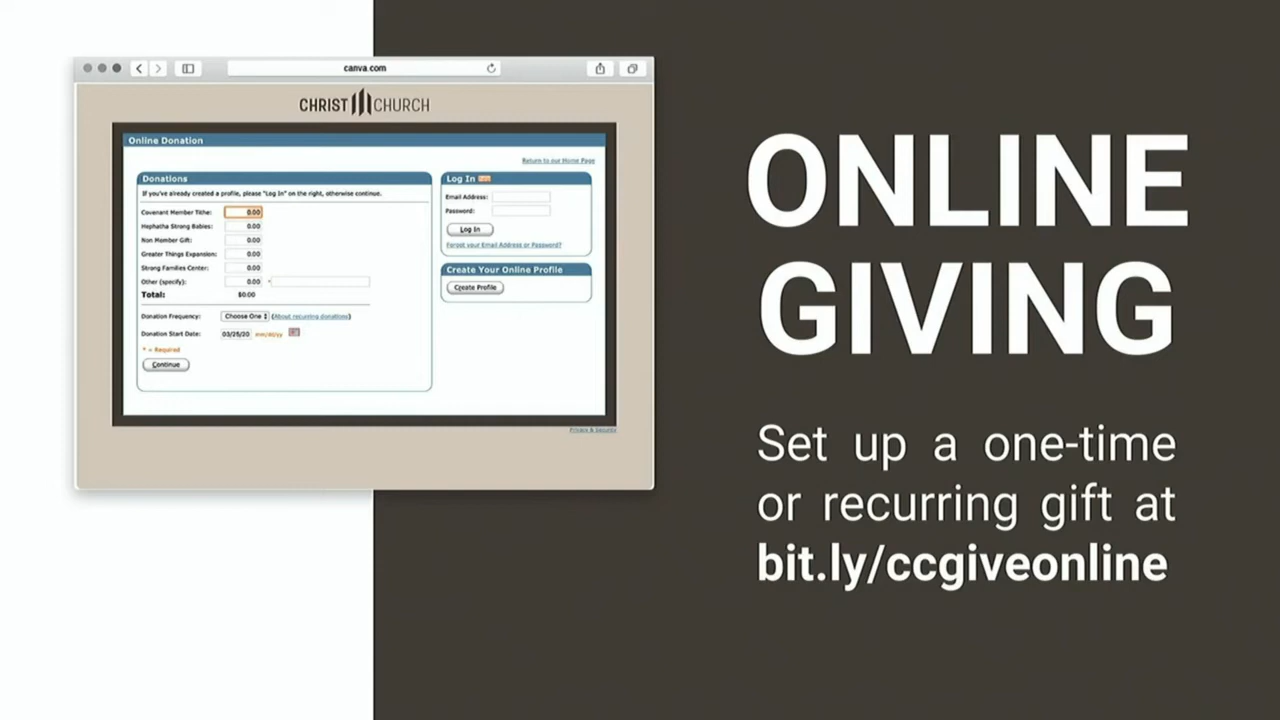 canva.com
CHRIST CHURCH
Online Donation
Return to our Home Page
Donations
If you've already created a profile, please "Log In" on the right, otherwise continue.
Covenant Member Tithe: 0.00
Hephatha Strong Babies: 0.00
Non Member Gift: 0.00
Greater Things Expansion: 0.00
Strong Families Center: 0.00
Other (specify): 0.00 -
Total: $0.00
Donation Frequency: Choose One (About recurring donations)
Donation Start Date: 03/25/20 mm/dd/yy
* = Required
Continue
Log In
Email Address:
Password:
Log In
Forgot your Email Address or Password?
Create Your Online Profile
Create Profile
Privacy & Security
ONLINE
GIVING
Set up a one-time
or recurring gift at
bit.ly/ccgiveonline